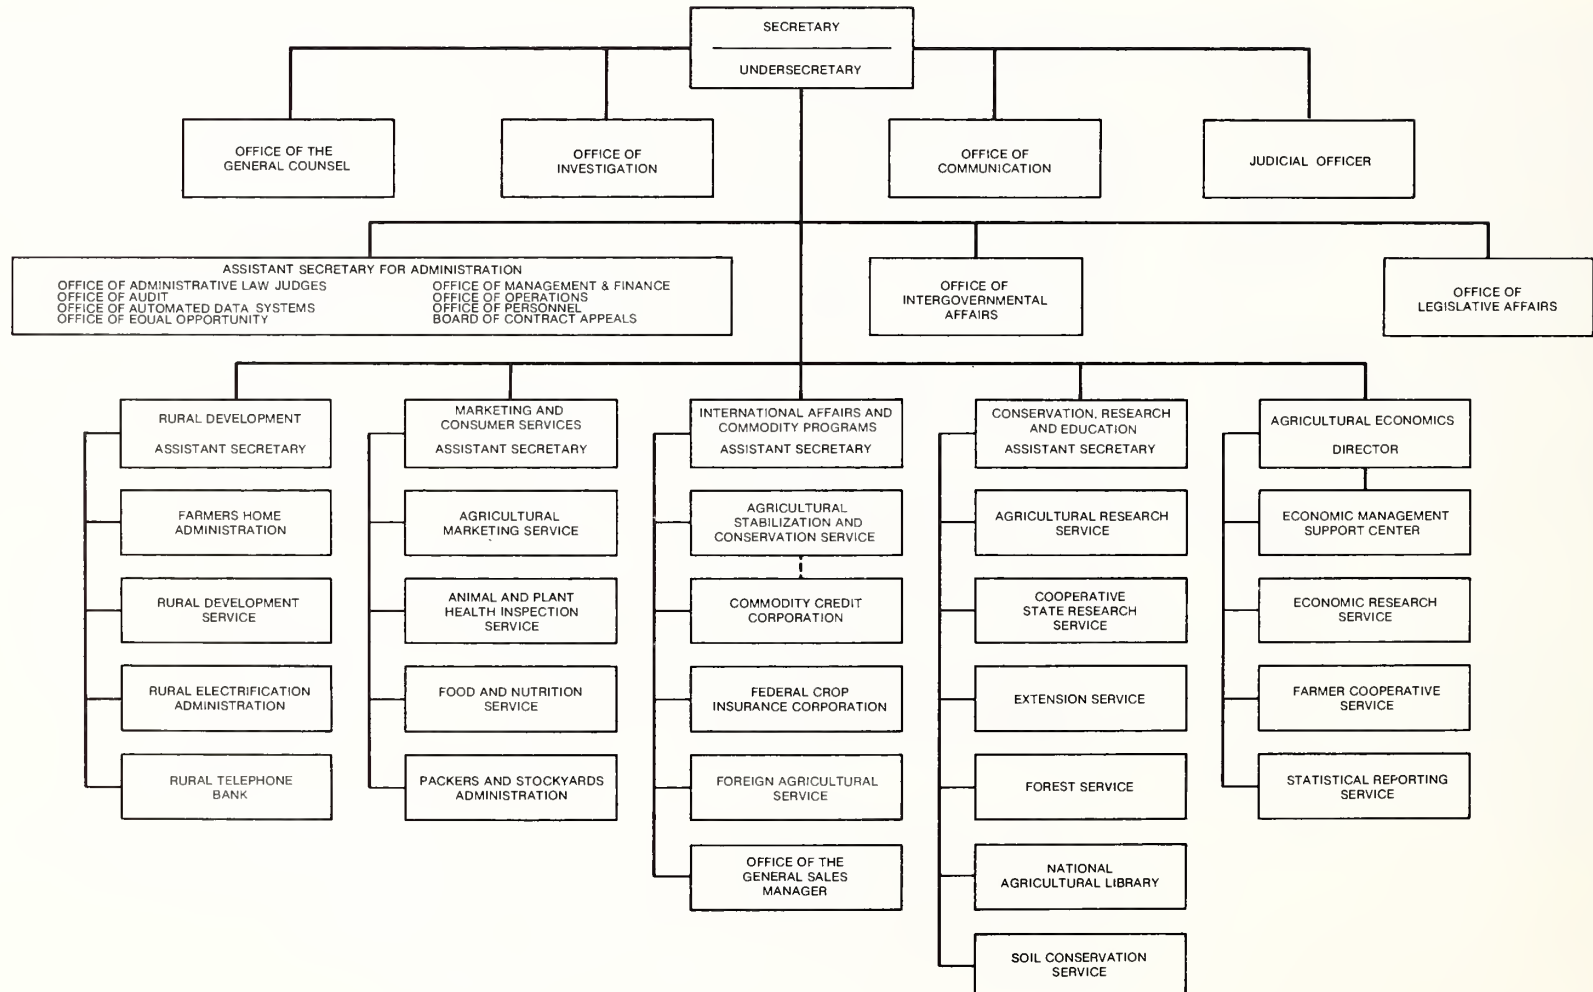 SECRETARY
UNDERSECRETARY
OFFICE OF THE
GENERAL COUNSEL
OFFICE OF
INVESTIGATION
OFFICE OF
COMMUNICATION
JUDICIAL OFFICER
ASSISTANT SECRETARY FOR ADMINISTRATION
OFFICE OF ADMINISTRATIVE LAW JUDGES
OFFICE OF AUDIT
OFFICE OF AUTOMATED DATA SYSTEMS
OFFICE OF EQUAL OPPORTUNITY
OFFICE OF MANAGEMENT & FINANCE
OFFICE OF OPERATIONS
OFFICE OF PERSONNEL
BOARD OF CONTRACT APPEALS
OFFICE OF
INTERGOVERNMENTAL
AFFAIRS
OFFICE OF
LEGISLATIVE AFFAIRS
RURAL DEVELOPMENT
ASSISTANT SECRETARY
FARMERS HOME
ADMINISTRATION
RURAL DEVELOPMENT
SERVICE
RURAL ELECTRIFICATION
ADMINISTRATION
RURAL TELEPHONE
BANK
MARKETING AND
CONSUMER SERVICES
ASSISTANT SECRETARY
AGRICULTURAL
MARKETING SERVICE
ANIMAL AND PLANT
HEALTH INSPECTION
SERVICE
FOOD AND NUTRITION
SERVICE
PACKERS AND STOCKYARDS
ADMINISTRATION
INTERNATIONAL AFFAIRS AND
COMMODITY PROGRAMS
ASSISTANT SECRETARY
AGRICULTURAL
STABILIZATION AND
CONSERVATION SERVICE
COMMODITY CREDIT
CORPORATION
FEDERAL CROP
INSURANCE CORPORATION
FOREIGN AGRICULTURAL
SERVICE
OFFICE OF THE
GENERAL SALES
MANAGER
CONSERVATION, RESEARCH
AND EDUCATION
ASSISTANT SECRETARY
AGRICULTURAL RESEARCH
SERVICE
COOPERATIVE
STATE RESEARCH
SERVICE
EXTENSION SERVICE
FOREST SERVICE
NATIONAL
AGRICULTURAL LIBRARY
SOIL CONSERVATION
SERVICE
AGRICULTURAL ECONOMICS
DIRECTOR
ECONOMIC MANAGEMENT
SUPPORT CENTER
ECONOMIC RESEARCH
SERVICE
FARMER COOPERATIVE
SERVICE
STATISTICAL REPORTING
SERVICE